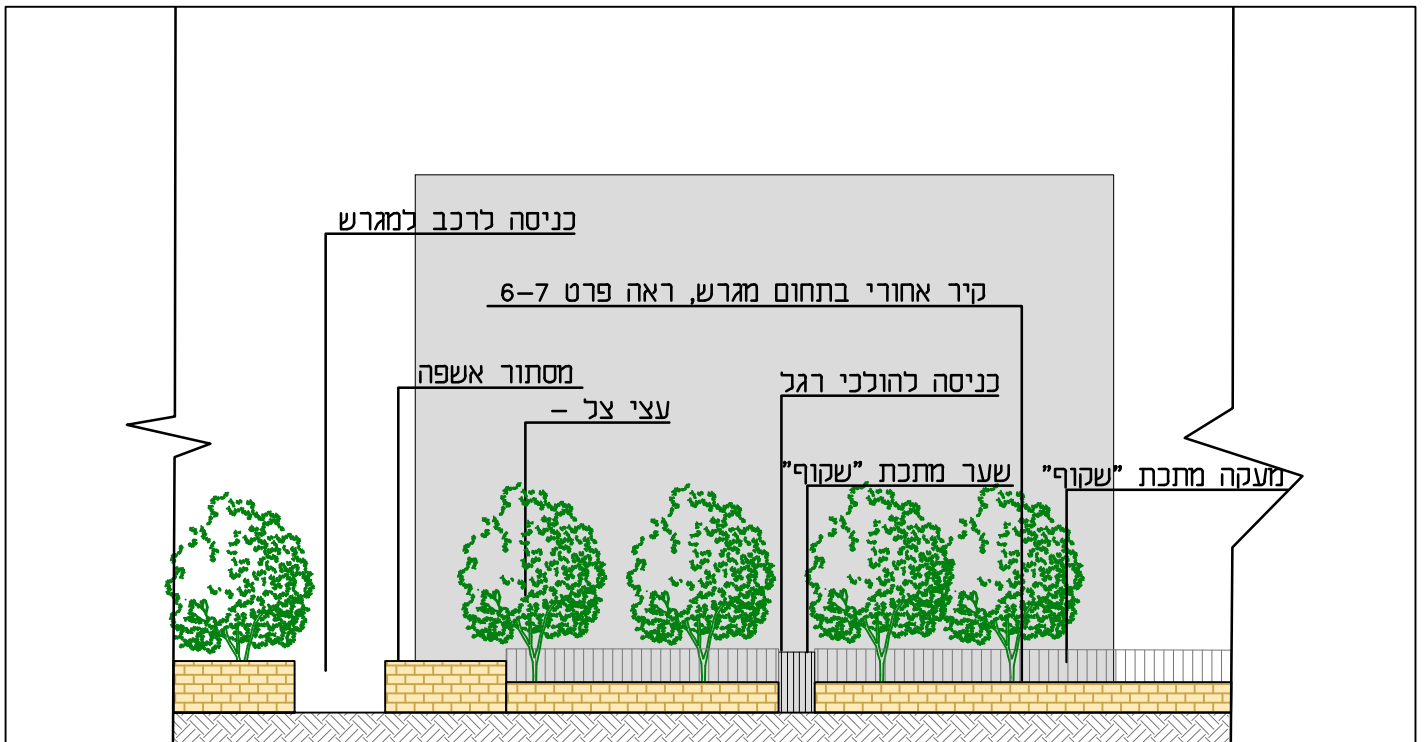 כניסה לרכב למגרש
קיר אחורי בתחום מגרש, ראה פרט 6-7
מסתור אשפה
כניסה להולכי רגל
עצי צל -
מעקה מתכת "שקוף"
שער מתכת "שקוף"